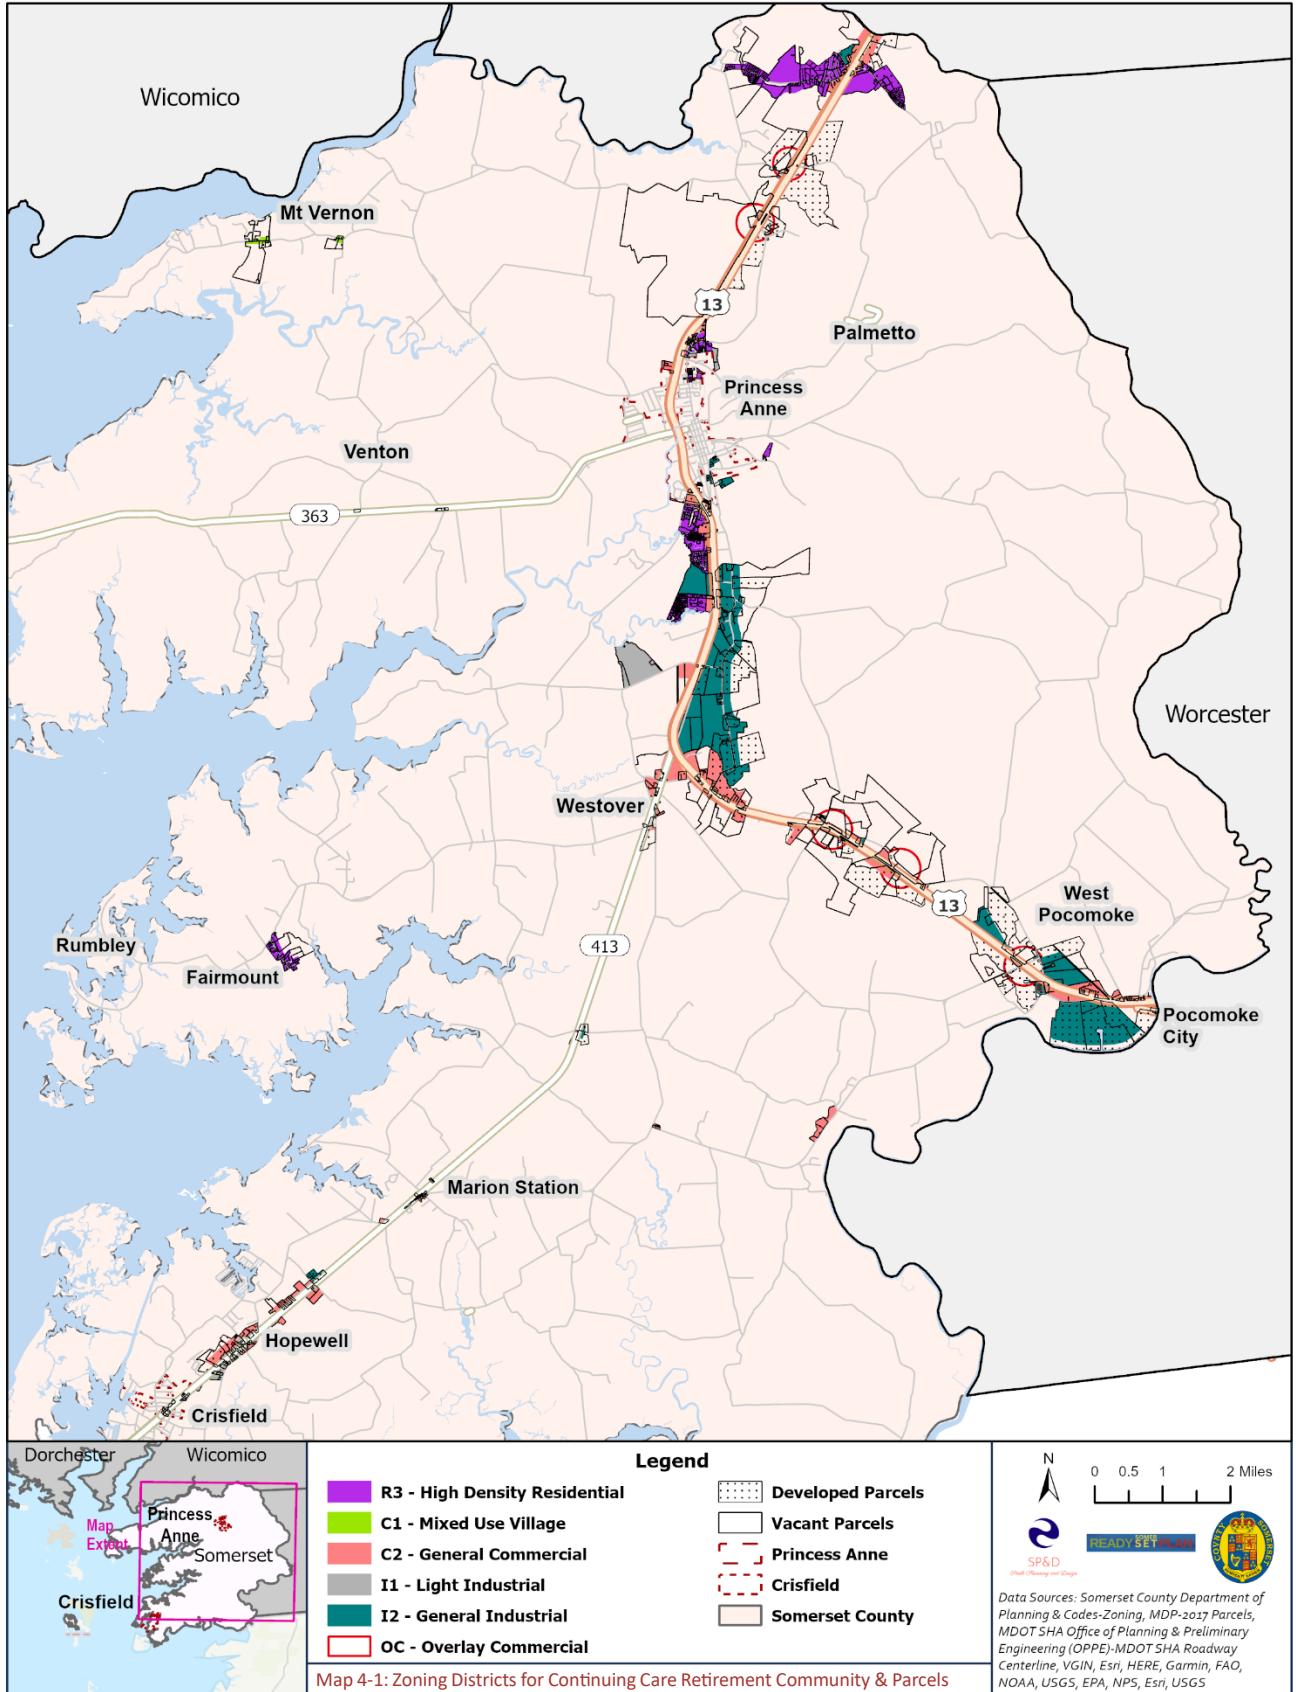 Wicomico
Mt Vernon
13
Palmetto
Princess
Anne
Venton
363
Worcester
Westover
13
West
Pocomoke
413
Rumbley
Fairmount
Pocomoke
City
Marion Station
Hopewell
Crisfield
Dorchester
Wicomico
Princess
Anne
Map
Extent
Somerset
Crisfield
Legend
R3 - High Density Residential
C1 - Mixed Use Village
C2 - General Commercial
I1 - Light Industrial
I2 - General Industrial
OC - Overlay Commercial
Developed Parcels
Vacant Parcels
Princess Anne
Crisfield
Somerset County
Map 4-1: Zoning Districts for Continuing Care Retirement Community & Parcels
N
0 0.5 1 2 Miles
SP&D
READY SOMERSET PLAN
SOMERSET COUNTY
Data Sources: Somerset County Department of
Planning & Codes-Zoning, MDP-2017 Parcels,
MDOT SHA Office of Planning & Preliminary
Engineering (OPPE)-MDOT SHA Roadway
Centerline, VGIN, Esri, HERE, Garmin, FAO,
NOAA, USGS, EPA, NPS, Esri, USGS